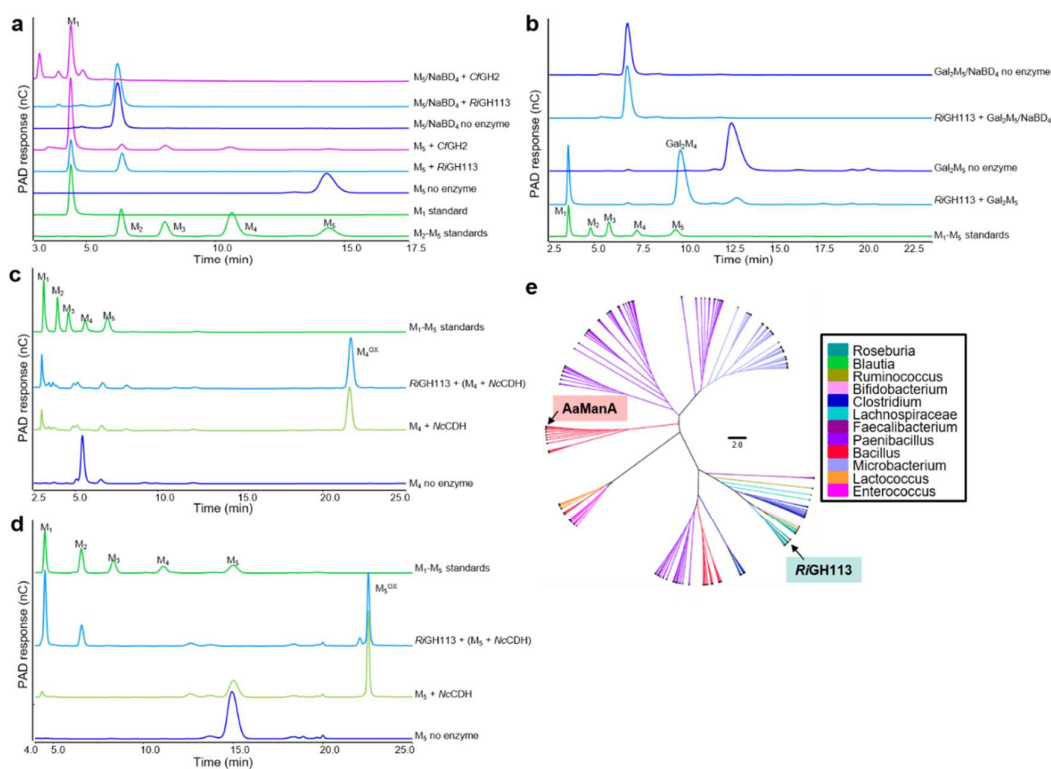 a
M1
M5/NaBD4 + CfGH2
M5/NaBD4 + RiGH113
M5/NaBD4 no enzyme
M5 + CfGH2
M5 + RiGH113
M5 no enzyme
M1 standard
M2 M3 M4 M5
M2-M5 standards
PAD response (nC)
3.0 5.0 10.0 15.0 17.5
Time (min)
b
Gal2M5/NaBD4 no enzyme
RiGH113 + Gal2M5/NaBD4
Gal2M4
Gal2M5 no enzyme
RiGH113 + Gal2M5
M1 M2 M3 M4 M5
M1-M5 standards
PAD response (nC)
2.5 5.0 7.5 10.0 12.5 15.0 17.5 20.0 22.5
Time (min)
c
M1 M2 M3 M4 M5
M1-M5 standards
M4OX
RiGH113 + (M4 + NcCDH)
M4 + NcCDH
M4 no enzyme
PAD response (nC)
2.5 5.0 10.0 15.0 20.0 25.0
Time (min)
d
M1 M2 M3 M4 M5
M1-M5 standards
M5OX
RiGH113 + (M5 + NcCDH)
M5 + NcCDH
M5 no enzyme
PAD response (nC)
4.0 5.0 10.0 15.0 20.0 25.0
Time (min)
e
AaManA
2.0
RiGH113
Roseburia
Blautia
Ruminococcus
Bifidobacterium
Clostridium
Lachnospiraceae
Faecalibacterium
Paenibacillus
Bacillus
Microbacterium
Lactococcus
Enterococcus